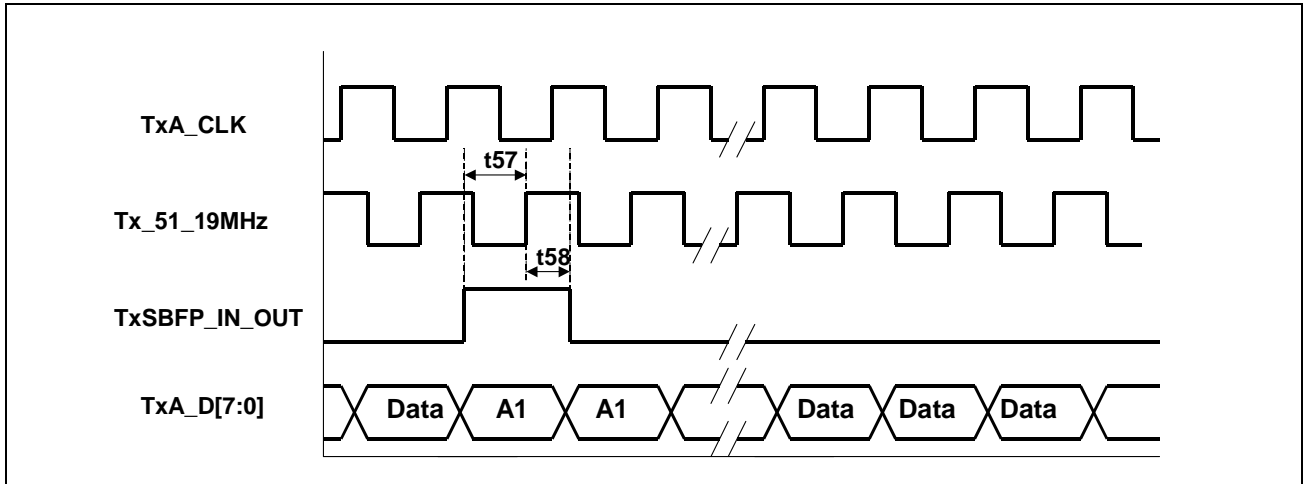 TxA_CLK
t57
Tx_51_19MHz
t58
TxSBFP_IN_OUT
TxA_D[7:0]
Data A1 A1 Data Data Data